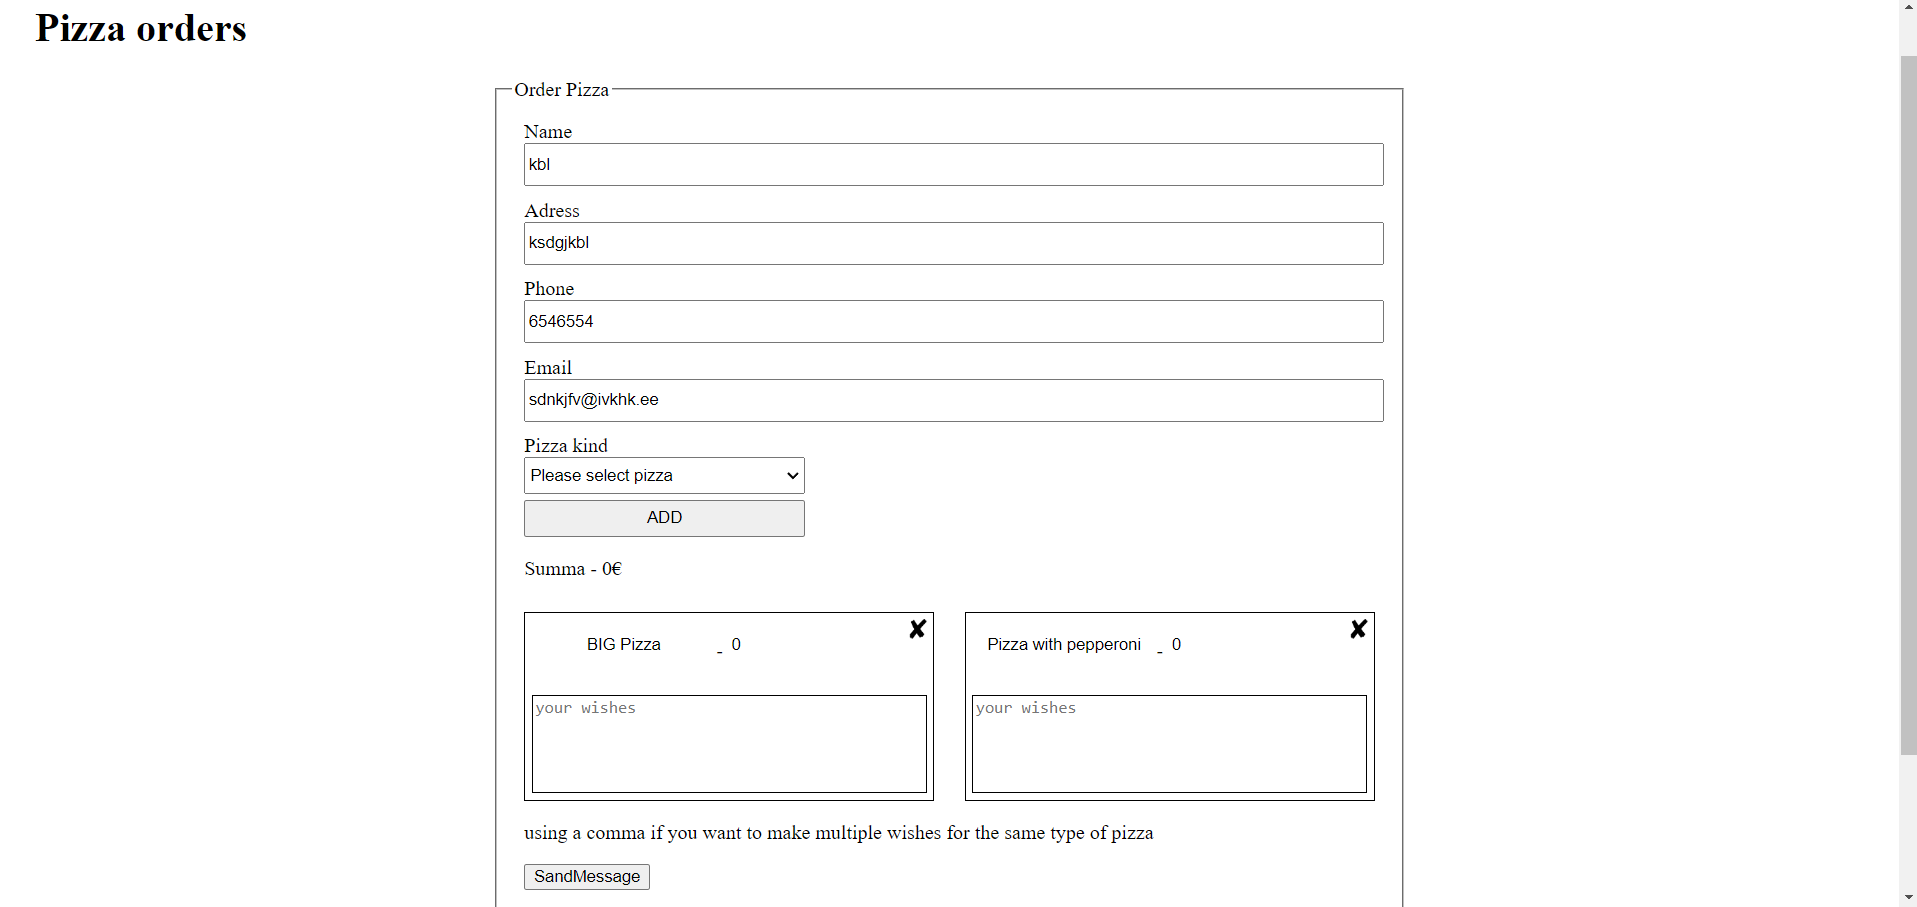 Pizza orders
Order Pizza
Name
kbl
Adress
ksdgjkbl
Phone
6546554
Email
sdnkjfv@ivkhk.ee
Pizza kind
Please select pizza
ADD
Summa - 0€
BIG Pizza - 0
✘
Pizza with pepperoni - 0
✘
your wishes
your wishes
using a comma if you want to make multiple wishes for the same type of pizza
SandMessage